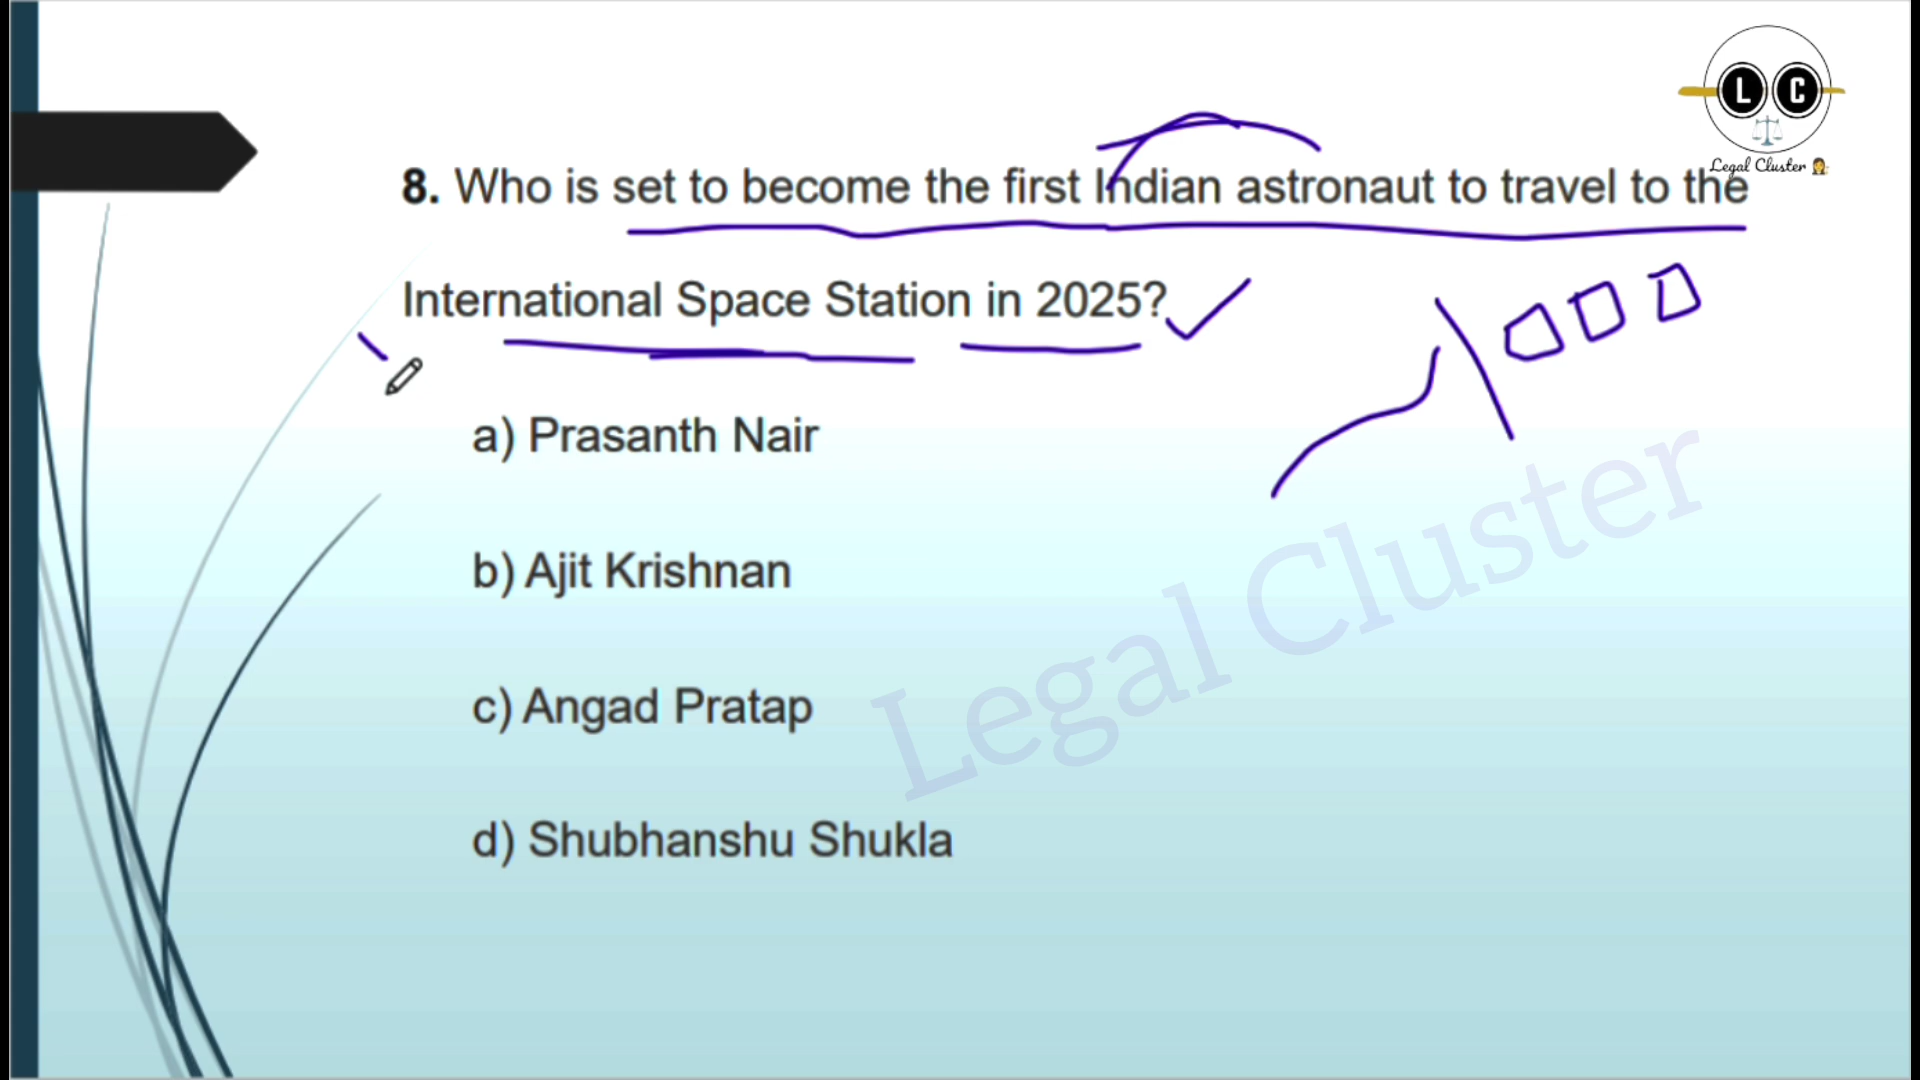 L C
Legal Cluster
8. Who is set to become the first Indian astronaut to travel to the
International Space Station in 2025?
a) Prasanth Nair
b) Ajit Krishnan
c) Angad Pratap
d) Shubhanshu Shukla
Legal Cluster